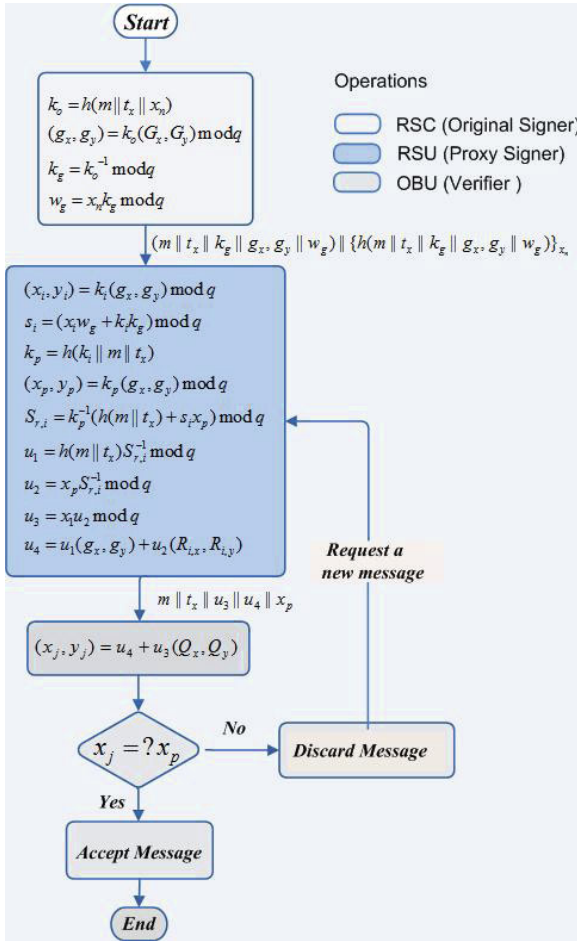 Start
k_o = h(m || t_x || x_n)
(g_x, g_y) = k_o(G_x, G_y) mod q
k_g = k_o^{-1} mod q
w_g = x_n k_g mod q
Operations
RSC (Original Signer)
RSU (Proxy Signer)
OBU (Verifier )
(m || t_x || k_g || g_x, g_y || w_g) || {h(m || t_x || k_g || g_x, g_y || w_g)}_{x_n}
(x_i, y_i) = k_i(g_x, g_y) mod q
s_i = (x_i w_g + k_i k_g) mod q
k_p = h(k_i || m || t_x)
(x_p, y_p) = k_p(g_x, g_y) mod q
S_{r,i} = k_p^{-1}(h(m || t_x) + s_i x_p) mod q
u_1 = h(m || t_x) S_{r,i}^{-1} mod q
u_2 = x_p S_{r,i}^{-1} mod q
u_3 = x_1 u_2 mod q
u_4 = u_1(g_x, g_y) + u_2(R_{i,x}, R_{i,y})
Request a
new message
m || t_x || u_3 || u_4 || x_p
(x_j, y_j) = u_4 + u_3(Q_x, Q_y)
x_j = ? x_p
No
Discard Message
Yes
Accept Message
End